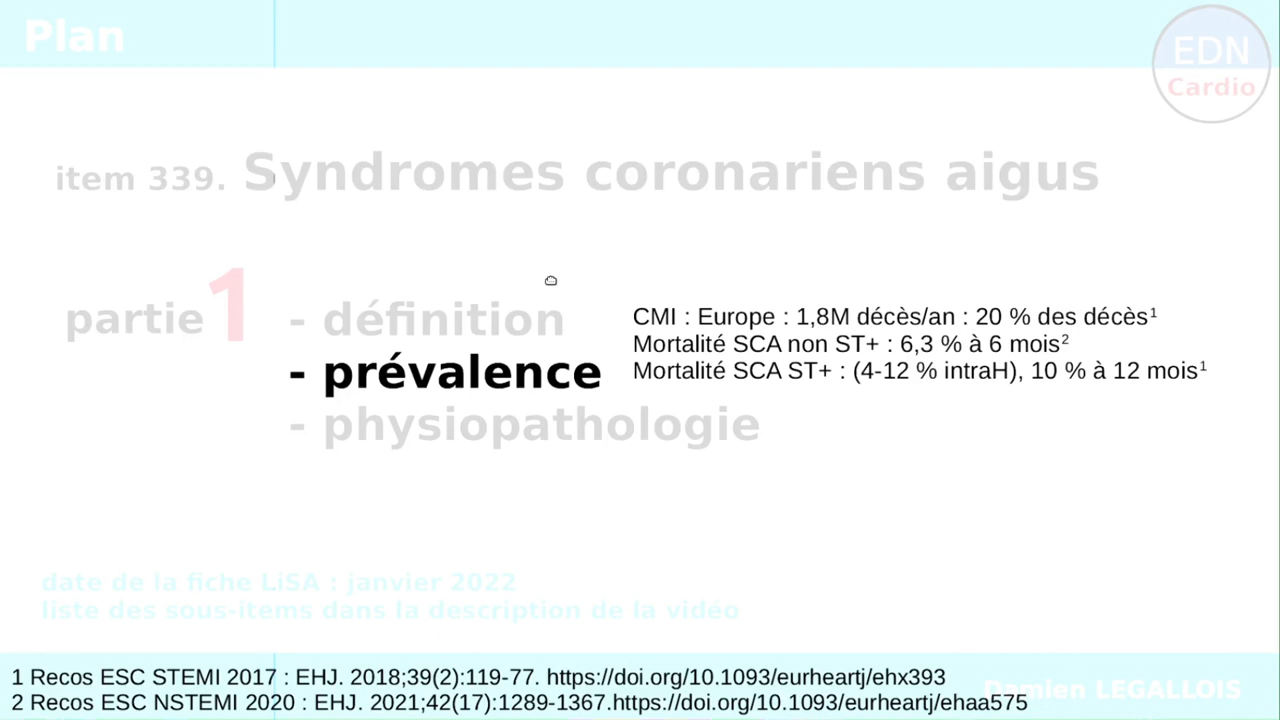 Plan
EDN
Cardio
item 339. Syndromes coronariens aigus
partie 1
- définition
- prévalence
- physiopathologie
CMI : Europe : 1,8M décès/an : 20 % des décès¹
Mortalité SCA non ST+ : 6,3 % à 6 mois²
Mortalité SCA ST+ : (4-12 % intraH), 10 % à 12 mois¹
date de la fiche LiSA : janvier 2022
liste des sous-items dans la description de la vidéo
1 Recos ESC STEMI 2017 : EHJ. 2018;39(2):119-77. https://doi.org/10.1093/eurheartj/ehx393
Damien LEGALLOIS
2 Recos ESC NSTEMI 2020 : EHJ. 2021;42(17):1289-1367.https://doi.org/10.1093/eurheartj/ehaa575